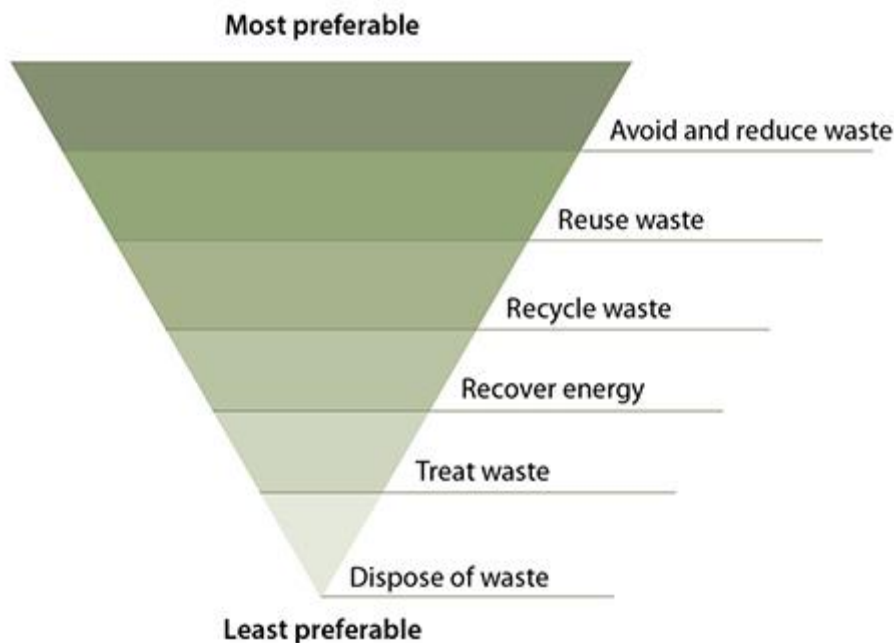 Most preferable
Avoid and reduce waste
Reuse waste
Recycle waste
Recover energy
Treat waste
Dispose of waste
Least preferable